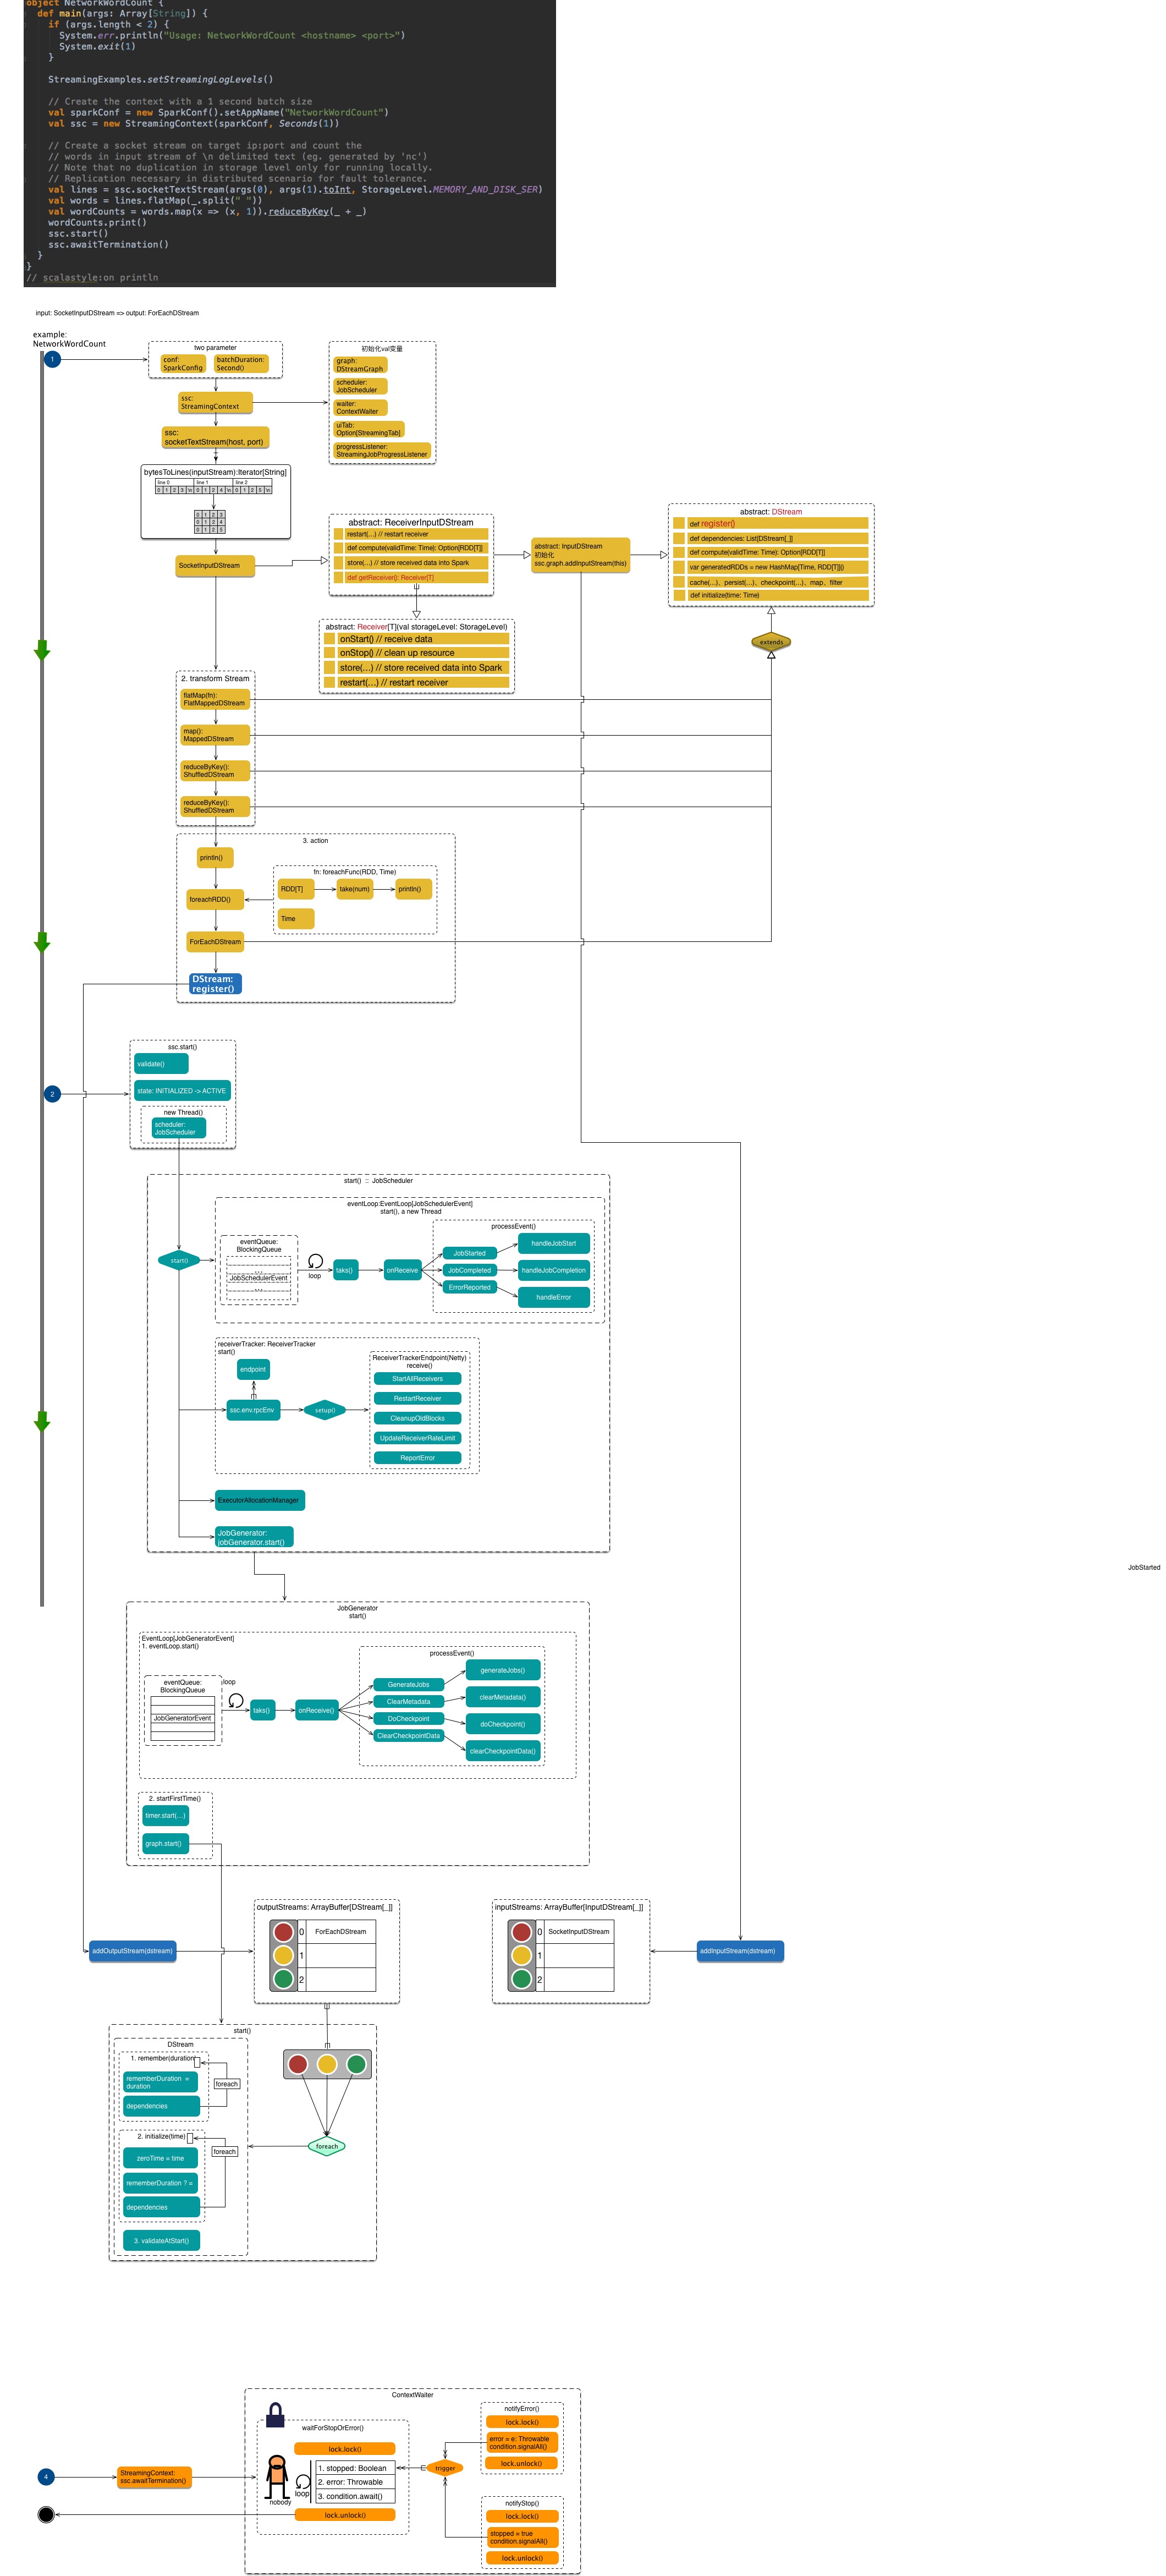 object NetworkWordCount {
def main(args: Array[String]) {
if (args.length < 2) {
System.err.println("Usage: NetworkWordCount <hostname> <port>")
System.exit(1)
}
StreamingExamples.setStreamingLogLevels()
// Create the context with a 1 second batch size
val sparkConf = new SparkConf().setAppName("NetworkWordCount")
val ssc = new StreamingContext(sparkConf, Seconds(1))
// Create a socket stream on target ip:port and count the
// words in input stream of \n delimited text (eg. generated by 'nc')
// Note that no duplication in storage level only for running locally.
// Replication necessary in distributed scenario for fault tolerance.
val lines = ssc.socketTextStream(args(0), args(1).toInt, StorageLevel.MEMORY_AND_DISK_SER)
val words = lines.flatMap(_.split(" "))
val wordCounts = words.map(x => (x, 1)).reduceByKey(_ + _)
wordCounts.print()
ssc.start()
ssc.awaitTermination()
}
}
// scalastyle:on println
input: SocketInputDStream => output: ForEachDStream
example:
NetworkWordCount
1
two parameter
conf:
SparkConfig
batchDuration:
Second()
ssc:
StreamingContext
ssc:
socketTextStream(host, port)
初始化val变量
graph:
DStreamGraph
scheduler:
JobScheduler
waiter:
ContextWaiter
uiTab:
Option[StreamingTab]
progressListener:
StreamingJobProgressListener
bytesToLines(inputStream):Iterator[String]
line 0 line 1 line 2
0 1 2 3 \n 0 1 2 4 \n 0 1 2 5 \n
0 1 2 3
0 1 2 4
0 1 2 5
SocketInputDStream
abstract: ReceiverInputDStream
restart(...) // restart receiver
def compute(validTime: Time): Option[RDD[T]]
store(...) // store received data into Spark
def getReceiver(): Receiver[T]
abstract: InputDStream
初始化
ssc.graph.addInputStream(this)
abstract: DStream
def register()
def dependencies: List[DStream[_]]
def compute(validTime: Time): Option[RDD[T]]
var generatedRDDs = new HashMap[Time, RDD[T]]()
cache(...)、persist(...)、checkpoint(...)、map、filter
def initialize(time: Time)
extends
abstract: Receiver[T](val storageLevel: StorageLevel)
onStart() // receive data
onStop() // clean up resource
store(...) // store received data into Spark
restart(...) // restart receiver
2. transform Stream
flatMap(fn):
FlatMappedDStream
map():
MappedDStream
reduceByKey():
ShuffledDStream
reduceByKey():
ShuffledDStream
3. action
println()
foreachRDD()
ForEachDStream
DStream:
register()
fn: foreachFunc(RDD, Time)
RDD[T]
take(num)
println()
Time
2
ssc.start()
validate()
state: INITIALIZED -> ACTIVE
new Thread()
scheduler:
JobScheduler
start() :: JobScheduler
start()
eventLoop:EventLoop[JobSchedulerEvent]
start(), a new Thread
eventQueue:
BlockingQueue
...
JobSchedulerEvent
...
loop
taks()
onReceive
processEvent()
JobStarted
JobCompleted
ErrorReported
handleJobStart
handleJobCompletion
handleError
receiverTracker: ReceiverTracker
start()
endpoint
ssc.env.rpcEnv
setup()
ReceiverTrackerEndpoint(Netty)
receive()
StartAllReceivers
RestartReceiver
CleanupOldBlocks
UpdateReceiverRateLimit
ReportError
ExecutorAllocationManager
JobGenerator:
jobGenerator.start()
JobStarted
JobGenerator
start()
EventLoop[JobGeneratorEvent]
1. eventLoop.start()
eventQueue:
BlockingQueue
JobGeneratorEvent
loop
taks()
onReceive()
processEvent()
GenerateJobs
ClearMetadata
DoCheckpoint
ClearCheckpointData
generateJobs()
clearMetadata()
doCheckpoint()
clearCheckpointData()
2. startFirstTime()
timer.start(...)
graph.start()
addOutputStream(dstream)
outputStreams: ArrayBuffer[DStream[_]]
0 ForEachDStream
1
2
inputStreams: ArrayBuffer[InputDStream[_]]
0 SocketInputDStream
1
2
addInputStream(dstream)
start()
DStream
1. remember(duration)
rememberDuration =
duration
dependencies
foreach
2. initialize(time)
zeroTime = time
rememberDuration ? =
dependencies
foreach
3. validateAtStart()
foreach
ContextWaiter
4
StreamingContext:
ssc.awaitTermination()
waitForStopOrError()
lock.lock()
nobody
loop
1. stopped: Boolean
2. error: Throwable
3. condition.await()
lock.unlock()
trigger
notifyError()
lock.lock()
error = e: Throwable
condition.signalAll()
lock.unlock()
notifyStop()
lock.lock()
stopped = true
condition.signalAll()
lock.unlock()